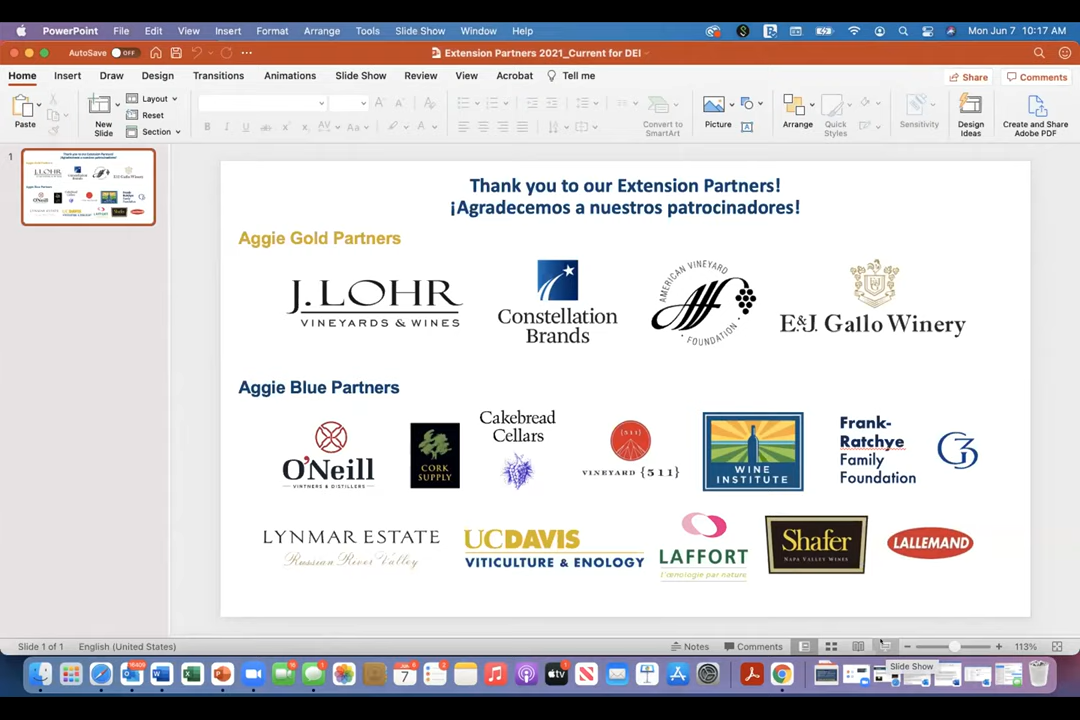 PowerPoint File Edit View Insert Format Arrange Tools Slide Show Window Help Mon Jun 7 10:17 AM
AutoSave OFF Extension Partners 2021_Current for DEI
Home Insert Draw Design Transitions Animations Slide Show Review View Acrobat Tell me Share Comments
Paste
New Slide
Layout
Reset
Section
Convert to SmartArt
Picture
Arrange
Quick Styles
Sensitivity
Design Ideas
Create and Share Adobe PDF
1
Thank you to our Extension Partners!
¡Agradecemos a nuestros patrocinadores!
Aggie Gold Partners
J. LOHR
VINEYARDS & WINES
Constellation
Brands
AMERICAN VINEYARD
FOUNDATION
E&J. Gallo Winery
Aggie Blue Partners
O'Neill
VINTNERS & DISTILLERS
CORK
SUPPLY
Cakebread
Cellars
{511}
VINEYARD {511}
WINE
INSTITUTE
Frank-
Ratchye
Family
Foundation
G3
LYNMAR ESTATE
Russian River Valley
UCDAVIS
VITICULTURE & ENOLOGY
LAFFORT
l'œnologie par nature
Shafer
NAPA VALLEY WINES
LALLEMAND
Slide 1 of 1 English (United States) Notes Comments 113%
Slide Show